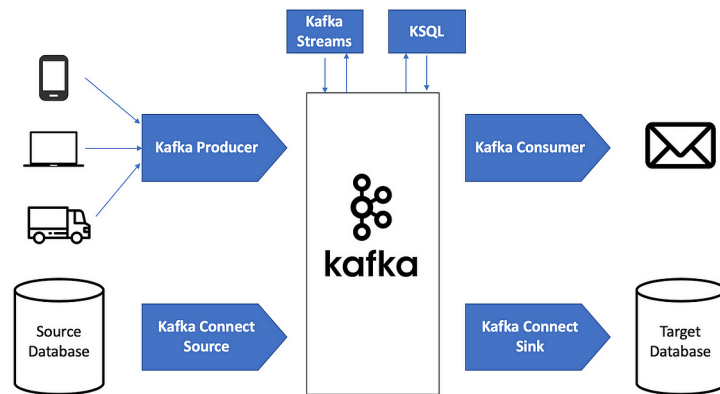 Kafka
Streams
KSQL
Kafka Producer
Kafka Consumer
kafka
Source
Database
Kafka Connect
Source
Kafka Connect
Sink
Target
Database